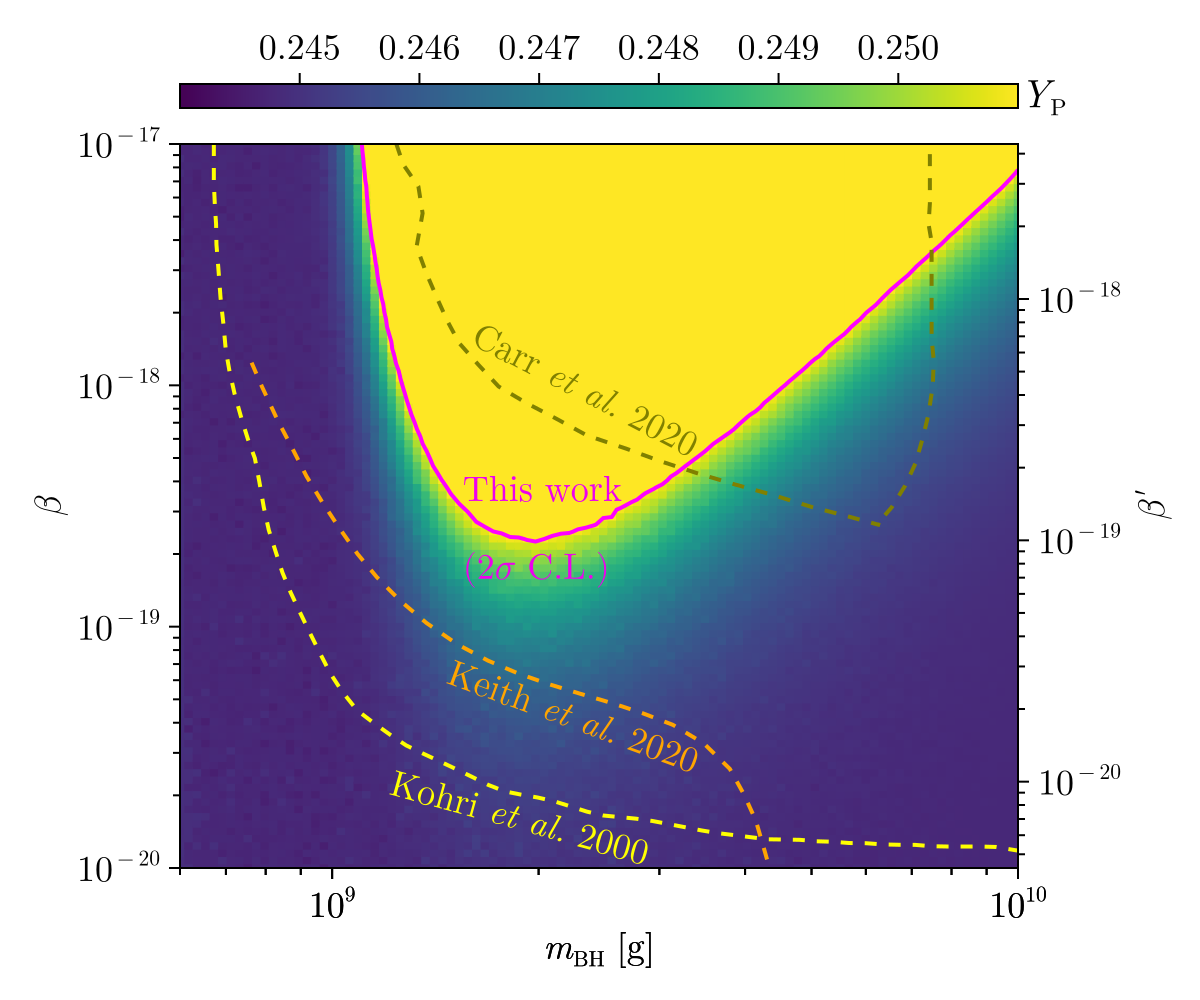 0.245 0.246 0.247 0.248 0.249 0.250
Y_P
10^{-17}
10^{-18}
10^{-19}
10^{-20}
β
10^{-18}
10^{-19}
10^{-20}
β'
Carr et al. 2020
This work
(2σ C.L.)
Keith et al. 2020
Kohri et al. 2000
10^9 10^{10}
m_{BH} [g]